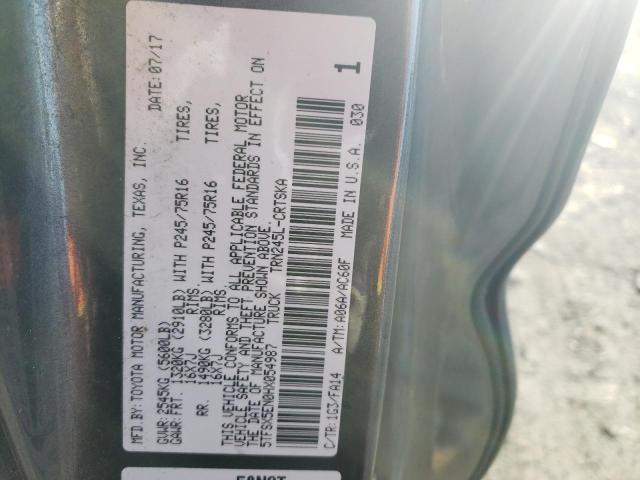 MFD BY: TOYOTA MOTOR MANUFACTURING, TEXAS, INC. DATE: 07/17
GVWR: 2545KG (5600LB)
GAWR: FRT. 1320KG (2910LB) WITH P245/75R16 TIRES,
16X7J RIMS
RR. 1490KG (3280LB) WITH P245/75R16 TIRES,
16X7J RIMS
THIS VEHICLE CONFORMS TO ALL APPLICABLE FEDERAL MOTOR
VEHICLE SAFETY AND THEFT PREVENTION STANDARDS IN EFFECT ON
THE DATE OF MANUFACTURE SHOWN ABOVE.
5TFSX5EN0HX054987 TRUCK TRN245L-CRTSKA
C/TR: 1G3/FA14 A/TM: A06A/AC60F MADE IN U.S.A. 030
1